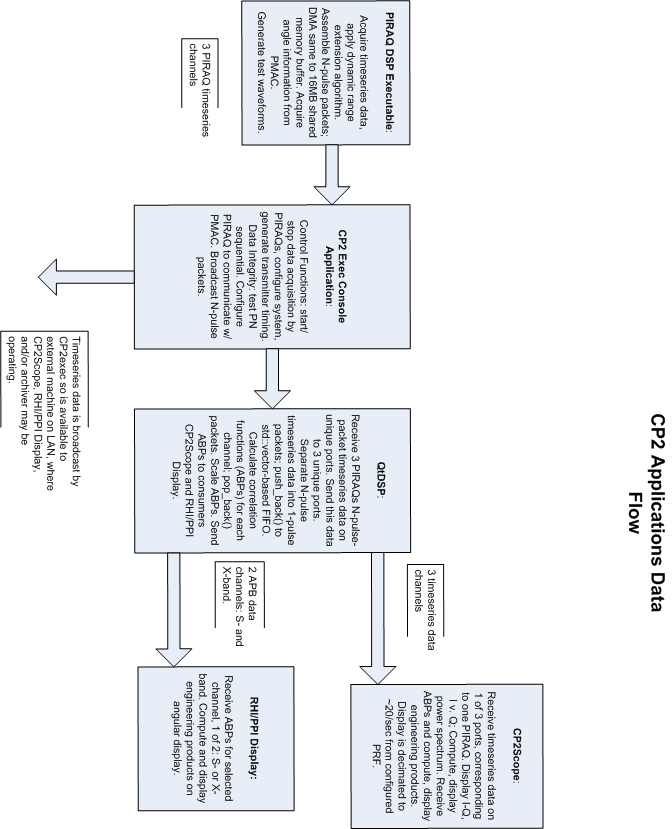 CP2 Applications Data
Flow
PIRAQ DSP Executable:
Acquire timeseries data,
apply dynamic range
extension algorithm.
Assemble N-pulse packets;
DMA same to 16MB shared
memory buffer. Acquire
angle information from
PMAC.
Generate test waveforms.
3 PIRAQ timeseries
channels
CP2 Exec Console
Application:
Control Functions: start/
stop data acquisition by
PIRAQs, configure system,
generate transmitter timing.
Data Integrity: test PN
sequential. Configure
PIRAQ to communicate w/
PMAC. Broadcast N-pulse
packets.
Timeseries data is broadcast by
CP2exec so is available to
external machine on LAN, where
CP2Scope, RHI/PPI Display,
and/or archiver may be
operating.
QtDSP:
Receive 3 PIRAQs N-pulse-
packet timeseries data on
unique ports. Send this data
to 3 unique ports.
Separate N-pulse
timeseries data into 1-pulse
packets; push_back() to
std::vector-based FIFO.
Calculate correlation
functions (ABPs) for each
channel; pop_back()
packets. Scale ABPs. Send
ABPs to consumers
CP2Scope and RHI/PPI
Display.
3 timeseries data
channels
2 APB data
channels: S- and
X-band.
CP2Scope:
Receive timeseries data on
1 of 3 ports, corresponding
to one PIRAQ. Display I-Q,
I v. Q; Compute, display
power spectrum. Receive
ABPs and compute, display
engineering products.
Display is decimated to
~20/sec from configured
PRF.
RHI/PPI Display:
Receive ABPs for selected
channel, 1 of 2: S- or X-
band. Compute and display
engineering products on
angular display.